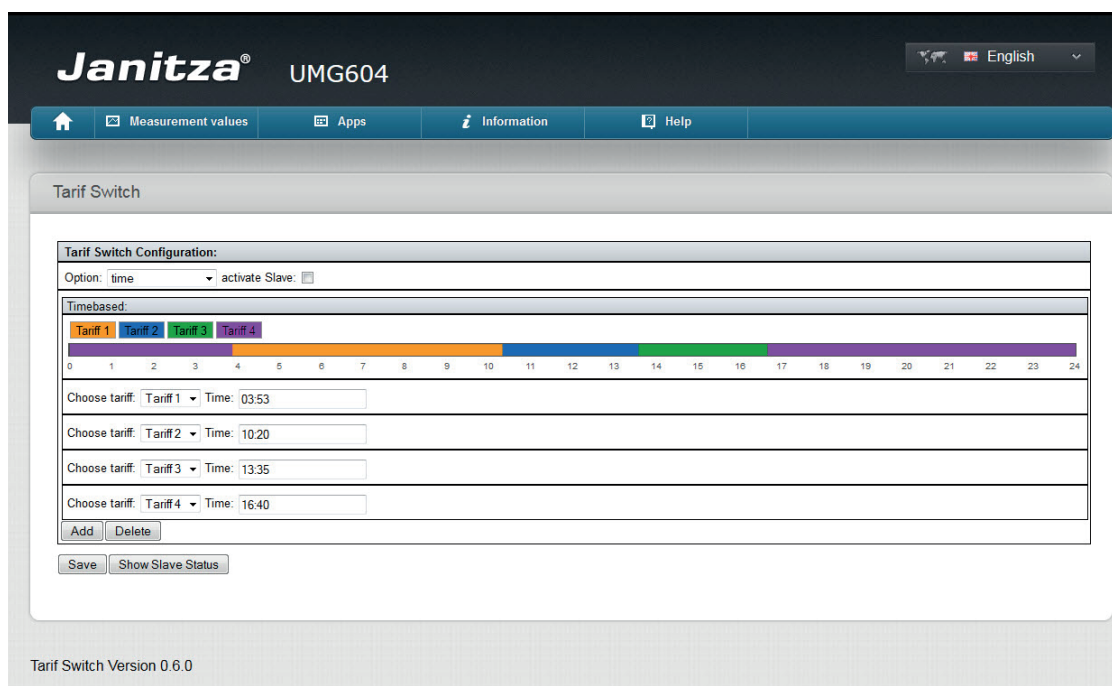 Janitza® UMG604
English
Measurement values Apps Information Help
Tarif Switch
Tarif Switch Configuration:
Option: time activate Slave:
Timebased:
Tariff 1 Tariff 2 Tariff 3 Tariff 4
0 1 2 3 4 5 6 7 8 9 10 11 12 13 14 15 16 17 18 19 20 21 22 23 24
Choose tariff: Tariff 1 Time: 03:53
Choose tariff: Tariff 2 Time: 10:20
Choose tariff: Tariff 3 Time: 13:35
Choose tariff: Tariff 4 Time: 16:40
Add Delete
Save Show Slave Status
Tarif Switch Version 0.6.0